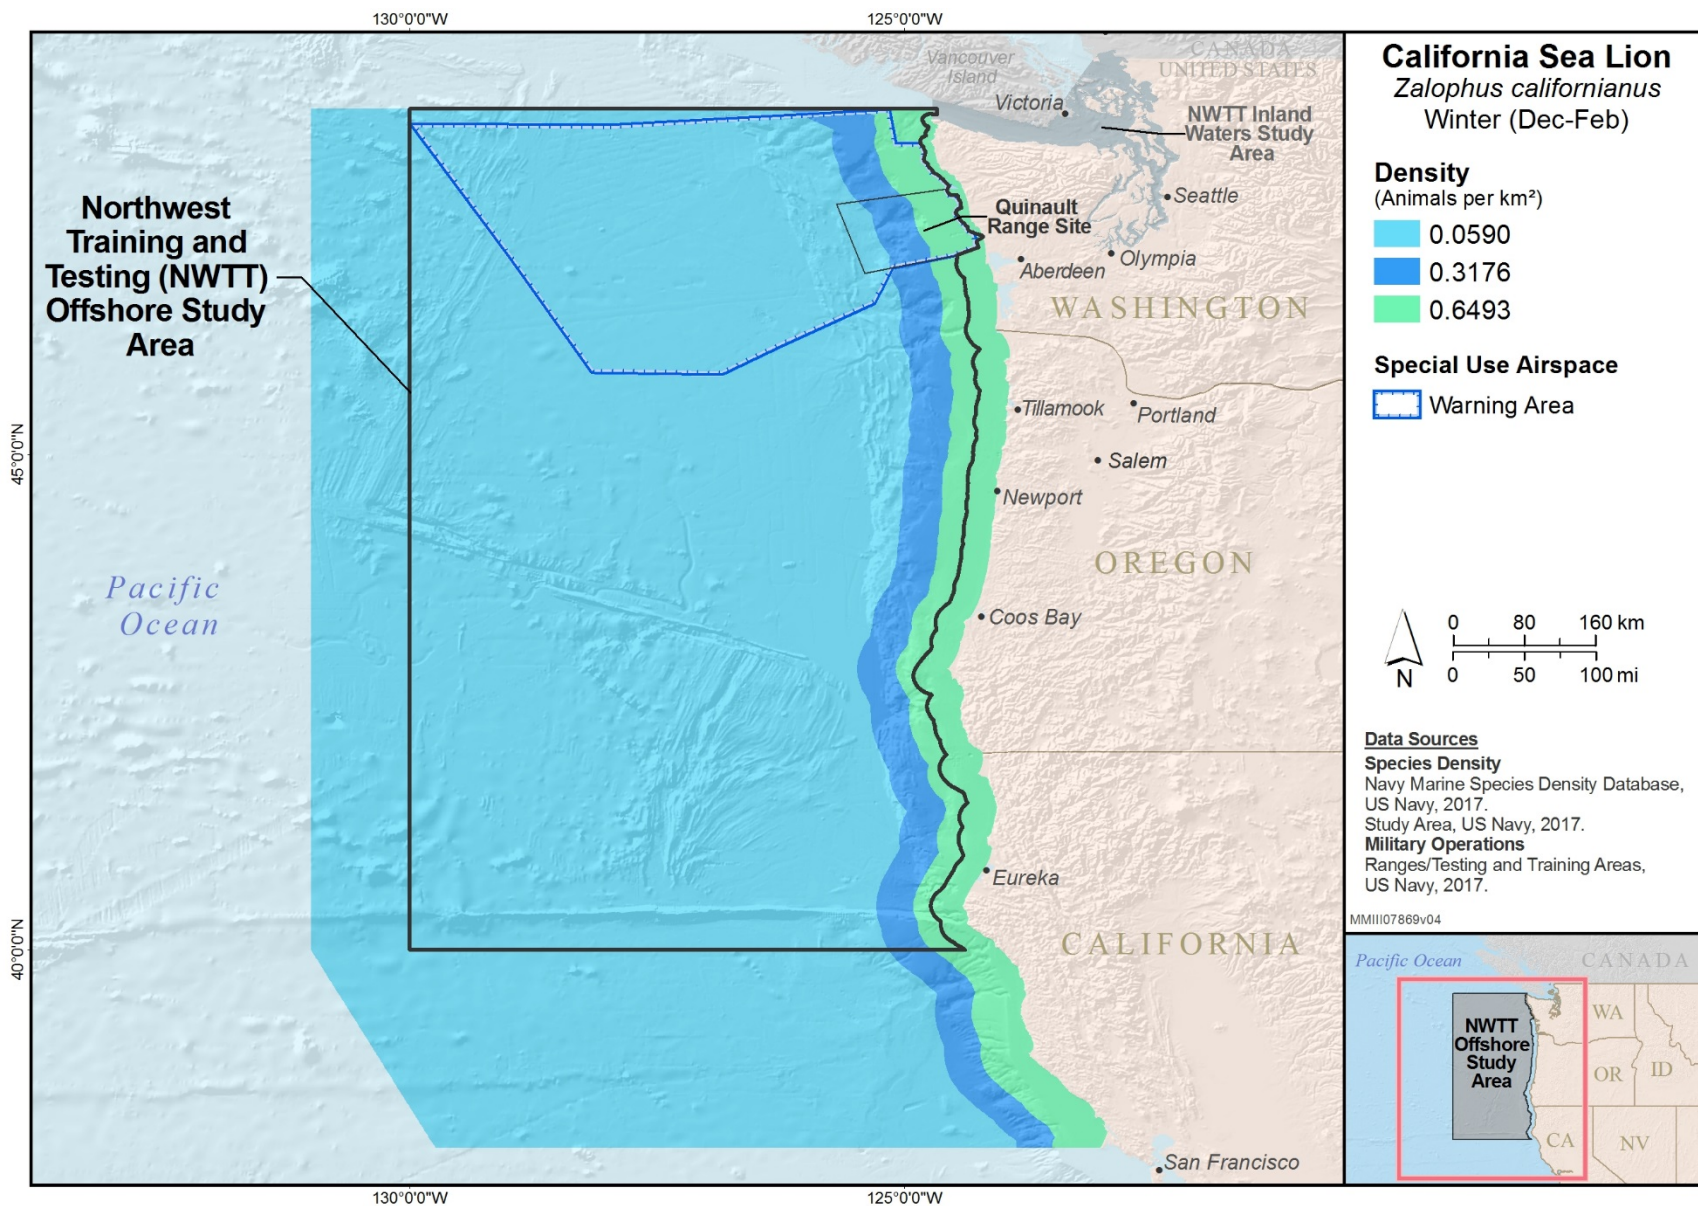 130°0'0"W
125°0'0"W
45°0'0"N
40°0'0"N
130°0'0"W
125°0'0"W
CANADA
UNITED STATES
Vancouver
Island
Victoria
NWTT Inland
Waters Study
Area
Seattle
Quinault
Range Site
Aberdeen
Olympia
WASHINGTON
Northwest
Training and
Testing (NWTT)
Offshore Study
Area
Tillamook
Portland
Salem
Newport
OREGON
Pacific
Ocean
Coos Bay
Eureka
CALIFORNIA
San Francisco
California Sea Lion
Zalophus californianus
Winter (Dec-Feb)
Density
(Animals per km²)
0.0590
0.3176
0.6493
Special Use Airspace
Warning Area
N
0 80 160 km
0 50 100 mi
Data Sources
Species Density
Navy Marine Species Density Database,
US Navy, 2017.
Study Area, US Navy, 2017.
Military Operations
Ranges/Testing and Training Areas,
US Navy, 2017.
MMIII07869v04
Pacific Ocean
CANADA
NWTT
Offshore
Study
Area
WA
OR
ID
CA
NV